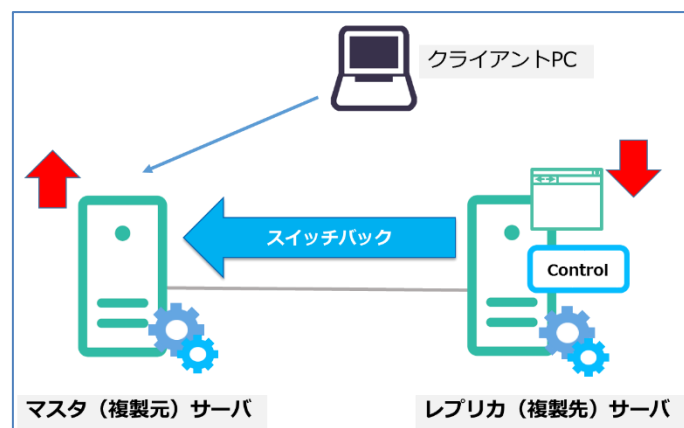 クライアントPC
スイッチバック
Control
マスタ（複製元）サーバ
レプリカ（複製先）サーバ